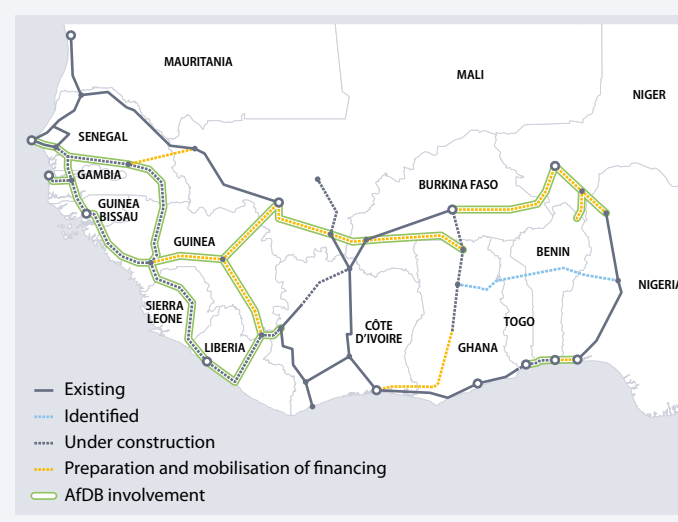 MAURITANIA
MALI
NIGER
SENEGAL
GAMBIA
BURKINA FASO
GUINEA
BISSAU
GUINEA
BENIN
NIGERIA
SIERRA
LEONE
CÔTE
D'IVOIRE
TOGO
LIBERIA
GHANA
Existing
Identified
Under construction
Preparation and mobilisation of financing
AfDB involvement